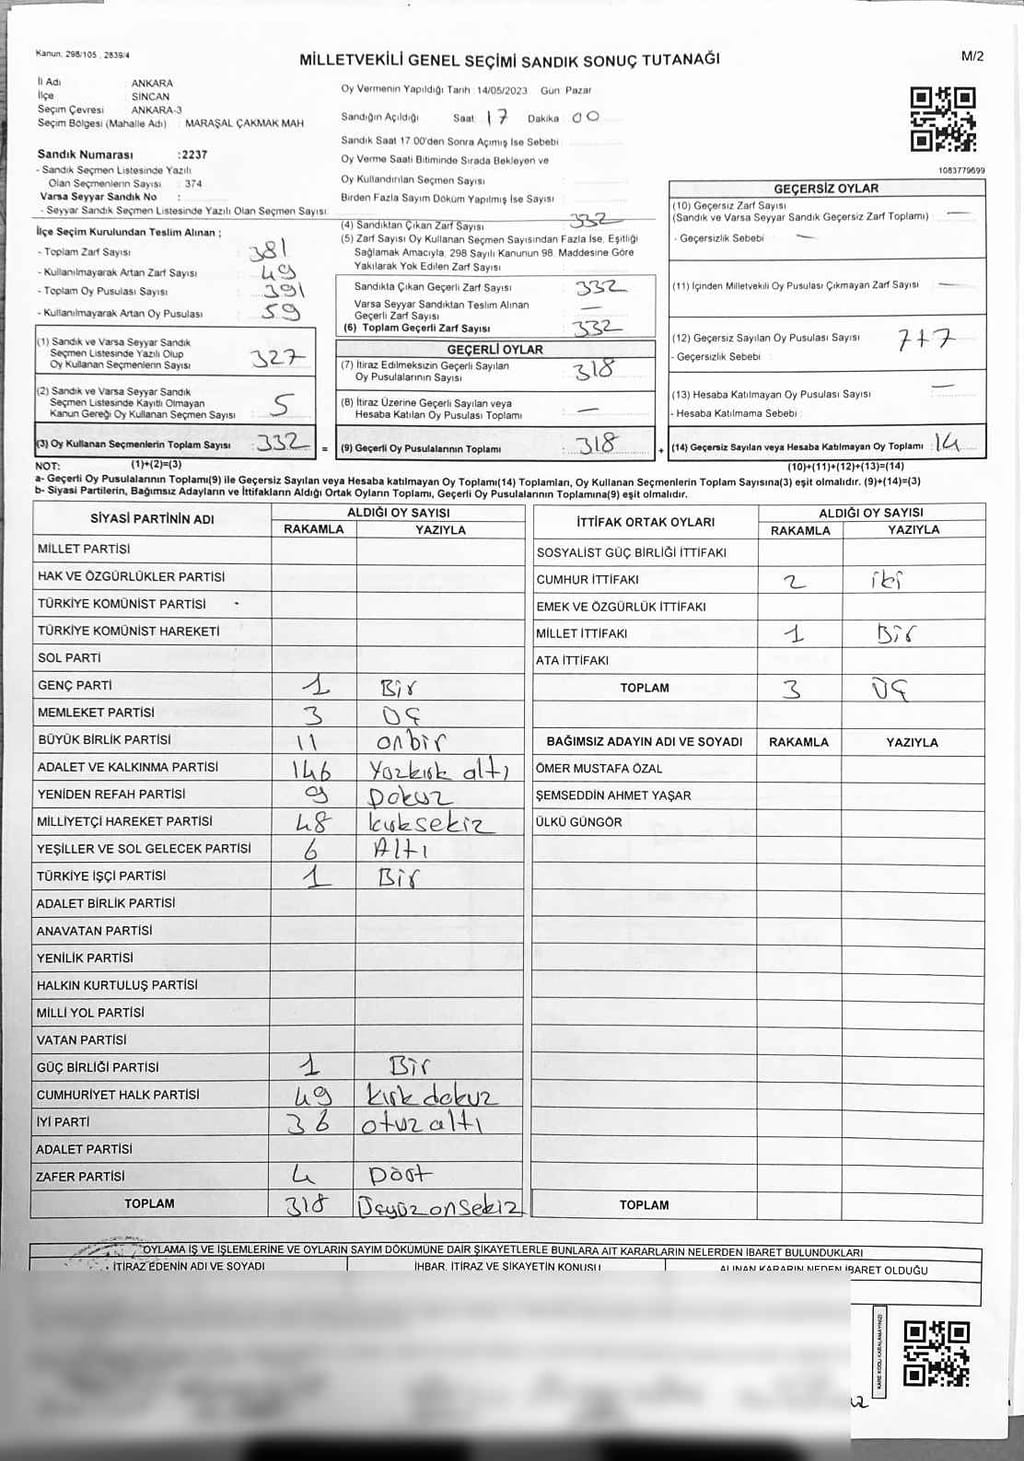 Kanun. 298/105 , 2839/4
MİLLETVEKİLİ GENEL SEÇİMİ SANDIK SONUÇ TUTANAĞI
M/2
İl Adı ANKARA
İlçe SİNCAN
Seçim Çevresi ANKARA-3
Seçim Bölgesi (Mahalle Adı) MARAŞAL ÇAKMAK MAH
Sandık Numarası :2237
- Sandık Seçmen Listesinde Yazılı
Olan Seçmenlerin Sayısı : 374
Varsa Seyyar Sandık No :
- Seyyar Sandık Seçmen Listesinde Yazılı Olan Seçmen Sayısı:
Oy Vermenin Yapıldığı Tarih 14/05/2023 Gün Pazar
Sandığın Açıldığı Saat 17 Dakika 00
Sandık Saat 17.00'den Sonra Açımış İse Sebebi
Oy Verme Saati Bitiminde Sırada Bekleyen ve
Oy Kullandırılan Seçmen Sayısı
Birden Fazla Sayım Döküm Yapılmış İse Sayısı
1083779699
İlçe Seçim Kurulundan Teslim Alınan ;
- Toplam Zarf Sayısı 381
- Kullanılmayarak Artan Zarf Sayısı 49
- Toplam Oy Pusulası Sayısı 391
- Kullanılmayarak Artan Oy Pusulası 59
(1) Sandık ve Varsa Seyyar Sandık
Seçmen Listesinde Yazılı Olup
Oy Kullanan Seçmenlerin Sayısı 327
(2) Sandık ve Varsa Seyyar Sandık
Seçmen Listesinde Kayıtlı Olmayan
Kanun Gereği Oy Kullanan Seçmen Sayısı 5
(3) Oy Kullanan Seçmenlerin Toplam Sayısı : 332 =
(4) Sandıktan Çıkan Zarf Sayısı 332
(5) Zarf Sayısı Oy Kullanan Seçmen Sayısından Fazla İse, Eşitliği
Sağlamak Amacıyla, 298 Sayılı Kanunun 98. Maddesine Göre
Yakılarak Yok Edilen Zarf Sayısı
Sandıkta Çıkan Geçerli Zarf Sayısı 332
Varsa Seyyar Sandıktan Teslim Alınan
Geçerli Zarf Sayısı —
(6) Toplam Geçerli Zarf Sayısı 332
GEÇERLİ OYLAR
(7) İtiraz Edilmeksizin Geçerli Sayılan
Oy Pusulalarının Sayısı 318
(8) İtiraz Üzerine Geçerli Sayılan veya
Hesaba Katılan Oy Pusulası Toplamı —
(9) Geçerli Oy Pusulalarının Toplamı : 318 +
GEÇERSİZ OYLAR
(10) Geçersiz Zarf Sayısı
(Sandık ve Varsa Seyyar Sandık Geçersiz Zarf Toplamı) —
- Geçersizlik Sebebi —
(11) İçinden Milletvekili Oy Pusulası Çıkmayan Zarf Sayısı —
(12) Geçersiz Sayılan Oy Pusulası Sayısı 7+7
- Geçersizlik Sebebi
(13) Hesaba Katılmayan Oy Pusulası Sayısı —
- Hesaba Katılmama Sebebi
(14) Geçersiz Sayılan veya Hesaba Katılmayan Oy Toplamı : 14
NOT: (1)+(2)=(3)
(10)+(11)+(12)+(13)=(14)
a- Geçerli Oy Pusulalarının Toplamı(9) ile Geçersiz Sayılan veya Hesaba katılmayan Oy Toplamı(14) Toplamları, Oy Kullanan Seçmenlerin Toplam Sayısına(3) eşit olmalıdır. (9)+(14)=(3)
b- Siyasi Partilerin, Bağımsız Adayların ve İttifakların Aldığı Ortak Oyların Toplamı, Geçerli Oy Pusulalarının Toplamına(9) eşit olmalıdır.
SİYASİ PARTİNİN ADI ALDIĞI OY SAYISI
RAKAMLA YAZIYLA
MİLLET PARTİSİ
HAK VE ÖZGÜRLÜKLER PARTİSİ
TÜRKİYE KOMÜNİST PARTİSİ
TÜRKİYE KOMÜNİST HAREKETİ
SOL PARTİ
GENÇ PARTİ 1 Bir
MEMLEKET PARTİSİ 3 ÜÇ
BÜYÜK BİRLİK PARTİSİ 11 onbir
ADALET VE KALKINMA PARTİSİ 146 Yüzkırk altı
YENİDEN REFAH PARTİSİ 9 Dokuz
MİLLİYETÇİ HAREKET PARTİSİ 48 kırksekiz
YEŞİLLER VE SOL GELECEK PARTİSİ 6 Altı
TÜRKİYE İŞÇİ PARTİSİ 1 Bir
ADALET BİRLİK PARTİSİ
ANAVATAN PARTİSİ
YENİLİK PARTİSİ
HALKIN KURTULUŞ PARTİSİ
MİLLİ YOL PARTİSİ
VATAN PARTİSİ
GÜÇ BİRLİĞİ PARTİSİ 1 Bir
CUMHURİYET HALK PARTİSİ 49 kırk dokuz
İYİ PARTİ 36 otuz altı
ADALET PARTİSİ
ZAFER PARTİSİ 4 Dört
TOPLAM 318 Üçyüz onsekiz
İTTİFAK ORTAK OYLARI ALDIĞI OY SAYISI
RAKAMLA YAZIYLA
SOSYALİST GÜÇ BİRLİĞİ İTTİFAKI
CUMHUR İTTİFAKI 2 iki
EMEK VE ÖZGÜRLÜK İTTİFAKI
MİLLET İTTİFAKI 1 Bir
ATA İTTİFAKI
TOPLAM 3 ÜÇ
BAĞIMSIZ ADAYIN ADI VE SOYADI RAKAMLA YAZIYLA
ÖMER MUSTAFA ÖZAL
ŞEMSEDDİN AHMET YAŞAR
ÜLKÜ GÜNGÖR
TOPLAM
OYLAMA İŞ VE İŞLEMLERİNE VE OYLARIN SAYIM DÖKÜMÜNE DAİR ŞİKAYETLERLE BUNLARA AİT KARARLARIN NELERDEN İBARET BULUNDUKLARI
İTİRAZ EDENİN ADI VE SOYADI İHBAR, İTİRAZ VE ŞİKAYETİN KONUSU ALINAN KARARIN NEDEN İBARET OLDUĞU
KARE KODU KARALAMAYINIZ!